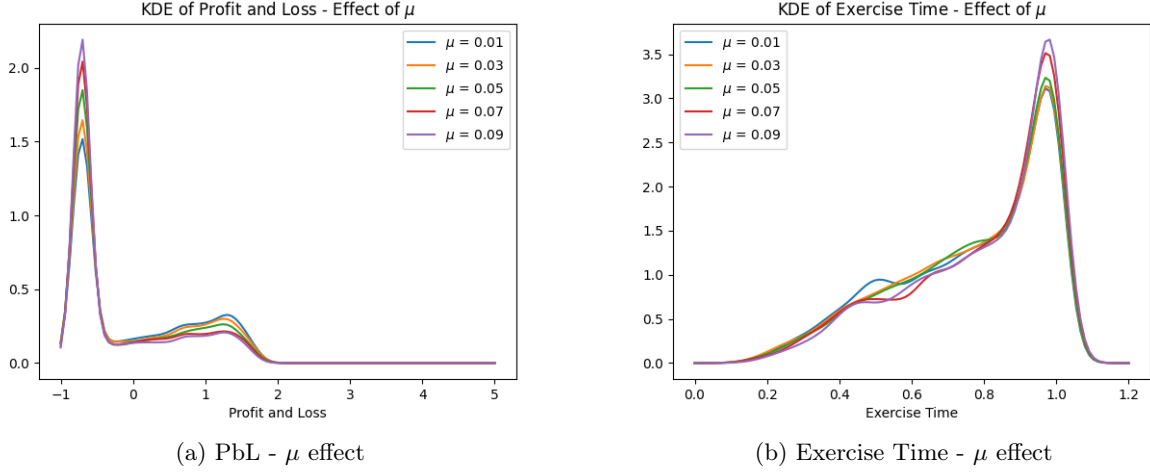 KDE of Profit and Loss - Effect of μ
μ = 0.01
μ = 0.03
μ = 0.05
μ = 0.07
μ = 0.09
2.0
1.5
1.0
0.5
0.0
−1 0 1 2 3 4 5
Profit and Loss
(a) PbL - μ effect
KDE of Exercise Time - Effect of μ
μ = 0.01
μ = 0.03
μ = 0.05
μ = 0.07
μ = 0.09
3.5
3.0
2.5
2.0
1.5
1.0
0.5
0.0
0.0 0.2 0.4 0.6 0.8 1.0 1.2
Exercise Time
(b) Exercise Time - μ effect